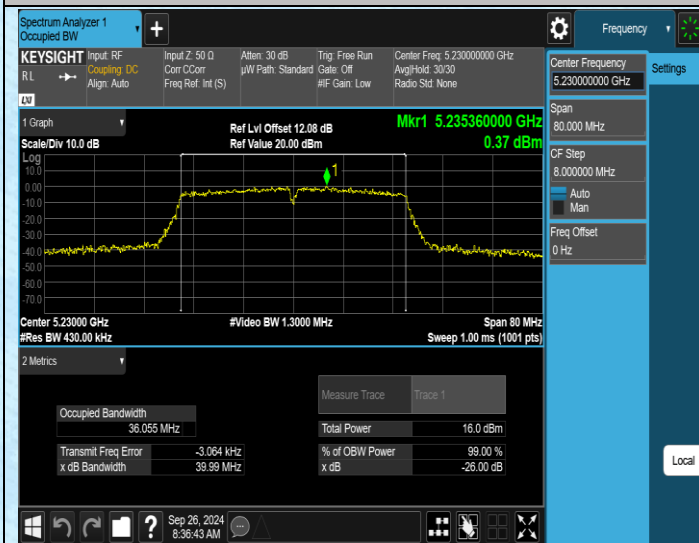 Spectrum Analyzer 1
Occupied BW
+
Frequency
KEYSIGHT
RL
LXI
Input: RF
Coupling: DC
Align: Auto
Input Z: 50 Ω
Corr CCorr
Freq Ref: Int (S)
Atten: 30 dB
µW Path: Standard
Trig: Free Run
Gate: Off
#IF Gain: Low
Center Freq: 5.230000000 GHz
Avg|Hold: 30/30
Radio Std: None
Center Frequency
5.230000000 GHz
Settings
Span
80.000 MHz
CF Step
8.000000 MHz
Auto
Man
Freq Offset
0 Hz
1 Graph
Scale/Div 10.0 dB
Ref Lvl Offset 12.08 dB
Ref Value 20.00 dBm
Mkr1 5.235360000 GHz
0.37 dBm
Log
10.0
0.00
-10.0
-20.0
-30.0
-40.0
-50.0
-60.0
-70.0
1
Center 5.23000 GHz
#Res BW 430.00 kHz
#Video BW 1.3000 MHz
Span 80 MHz
Sweep 1.00 ms (1001 pts)
2 Metrics
Measure Trace
Trace 1
Occupied Bandwidth
36.055 MHz
Total Power
16.0 dBm
Transmit Freq Error
-3.064 kHz
% of OBW Power
99.00 %
x dB Bandwidth
39.99 MHz
x dB
-26.00 dB
Local
?
Sep 26, 2024
8:36:43 AM